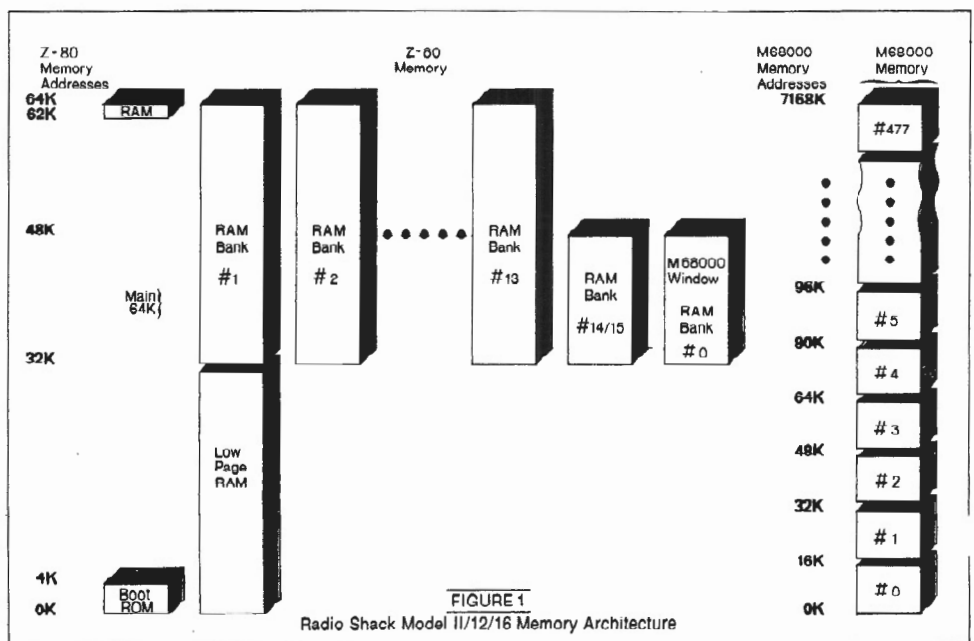 Z-80
Memory
Addresses
64K
62K
48K
Main}
64K}
32K
4K
0K
RAM
Boot
ROM
Z-80
Memory
RAM
Bank
#1
Low
Page
RAM
RAM
Bank
#2
RAM
Bank
#13
RAM
Bank
#14/15
M68000
Window
RAM
Bank
#0
M68000
Memory
Addresses
7168K
96K
80K
64K
48K
32K
16K
0K
M68000
Memory
#477
#5
#4
#3
#2
#1
#0
FIGURE 1
Radio Shack Model II/12/16 Memory Architecture